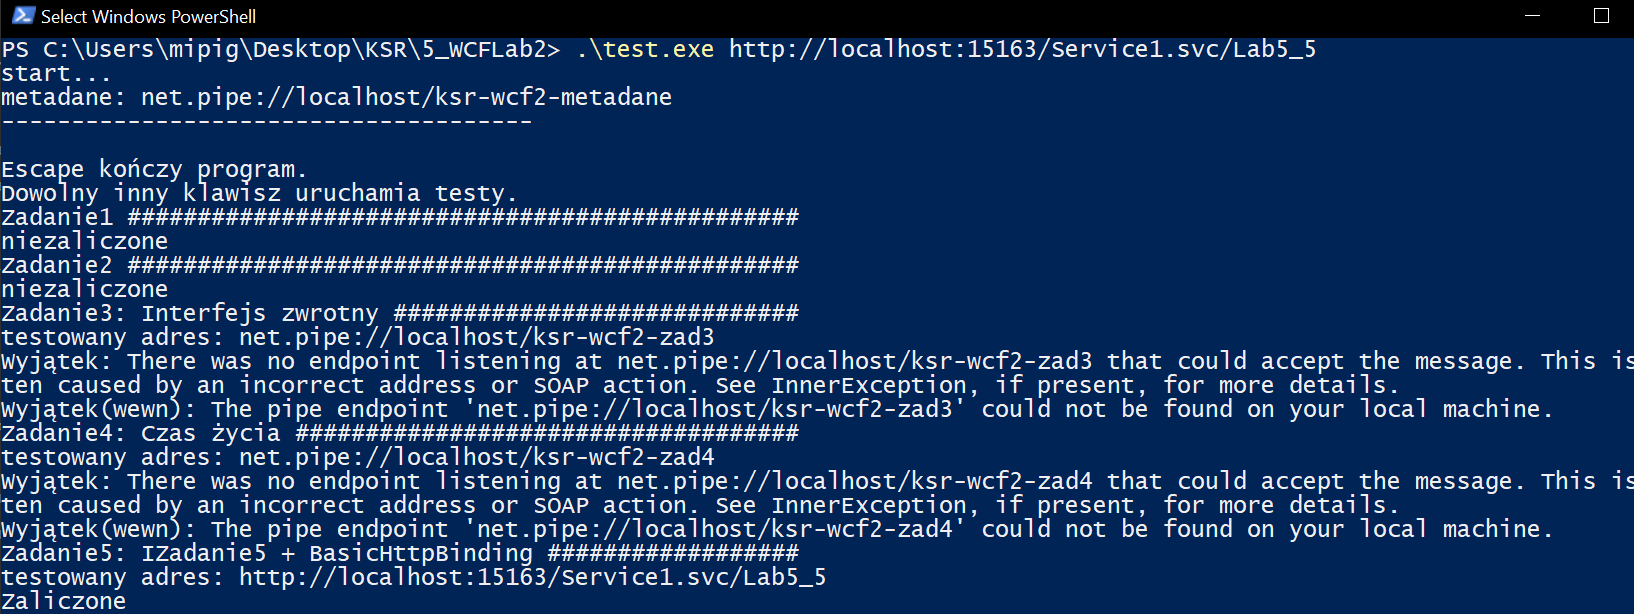 Select Windows PowerShell
PS C:\Users\mipig\Desktop\KSR\5_WCFLab2> .\test.exe http://localhost:15163/Service1.svc/Lab5_5
start...
metadane: net.pipe://localhost/ksr-wcf2-metadane
--------------------------------------
Escape kończy program.
Dowolny inny klawisz uruchamia testy.
Zadanie1 ################################################
niezaliczone
Zadanie2 ################################################
niezaliczone
Zadanie3: Interfejs zwrotny #############################
testowany adres: net.pipe://localhost/ksr-wcf2-zad3
Wyjątek: There was no endpoint listening at net.pipe://localhost/ksr-wcf2-zad3 that could accept the message. This is
ten caused by an incorrect address or SOAP action. See InnerException, if present, for more details.
Wyjątek(wewn): The pipe endpoint 'net.pipe://localhost/ksr-wcf2-zad3' could not be found on your local machine.
Zadanie4: Czas życia ####################################
testowany adres: net.pipe://localhost/ksr-wcf2-zad4
Wyjątek: There was no endpoint listening at net.pipe://localhost/ksr-wcf2-zad4 that could accept the message. This is
ten caused by an incorrect address or SOAP action. See InnerException, if present, for more details.
Wyjątek(wewn): The pipe endpoint 'net.pipe://localhost/ksr-wcf2-zad4' could not be found on your local machine.
Zadanie5: IZadanie5 + BasicHttpBinding ##################
testowany adres: http://localhost:15163/Service1.svc/Lab5_5
Zaliczone